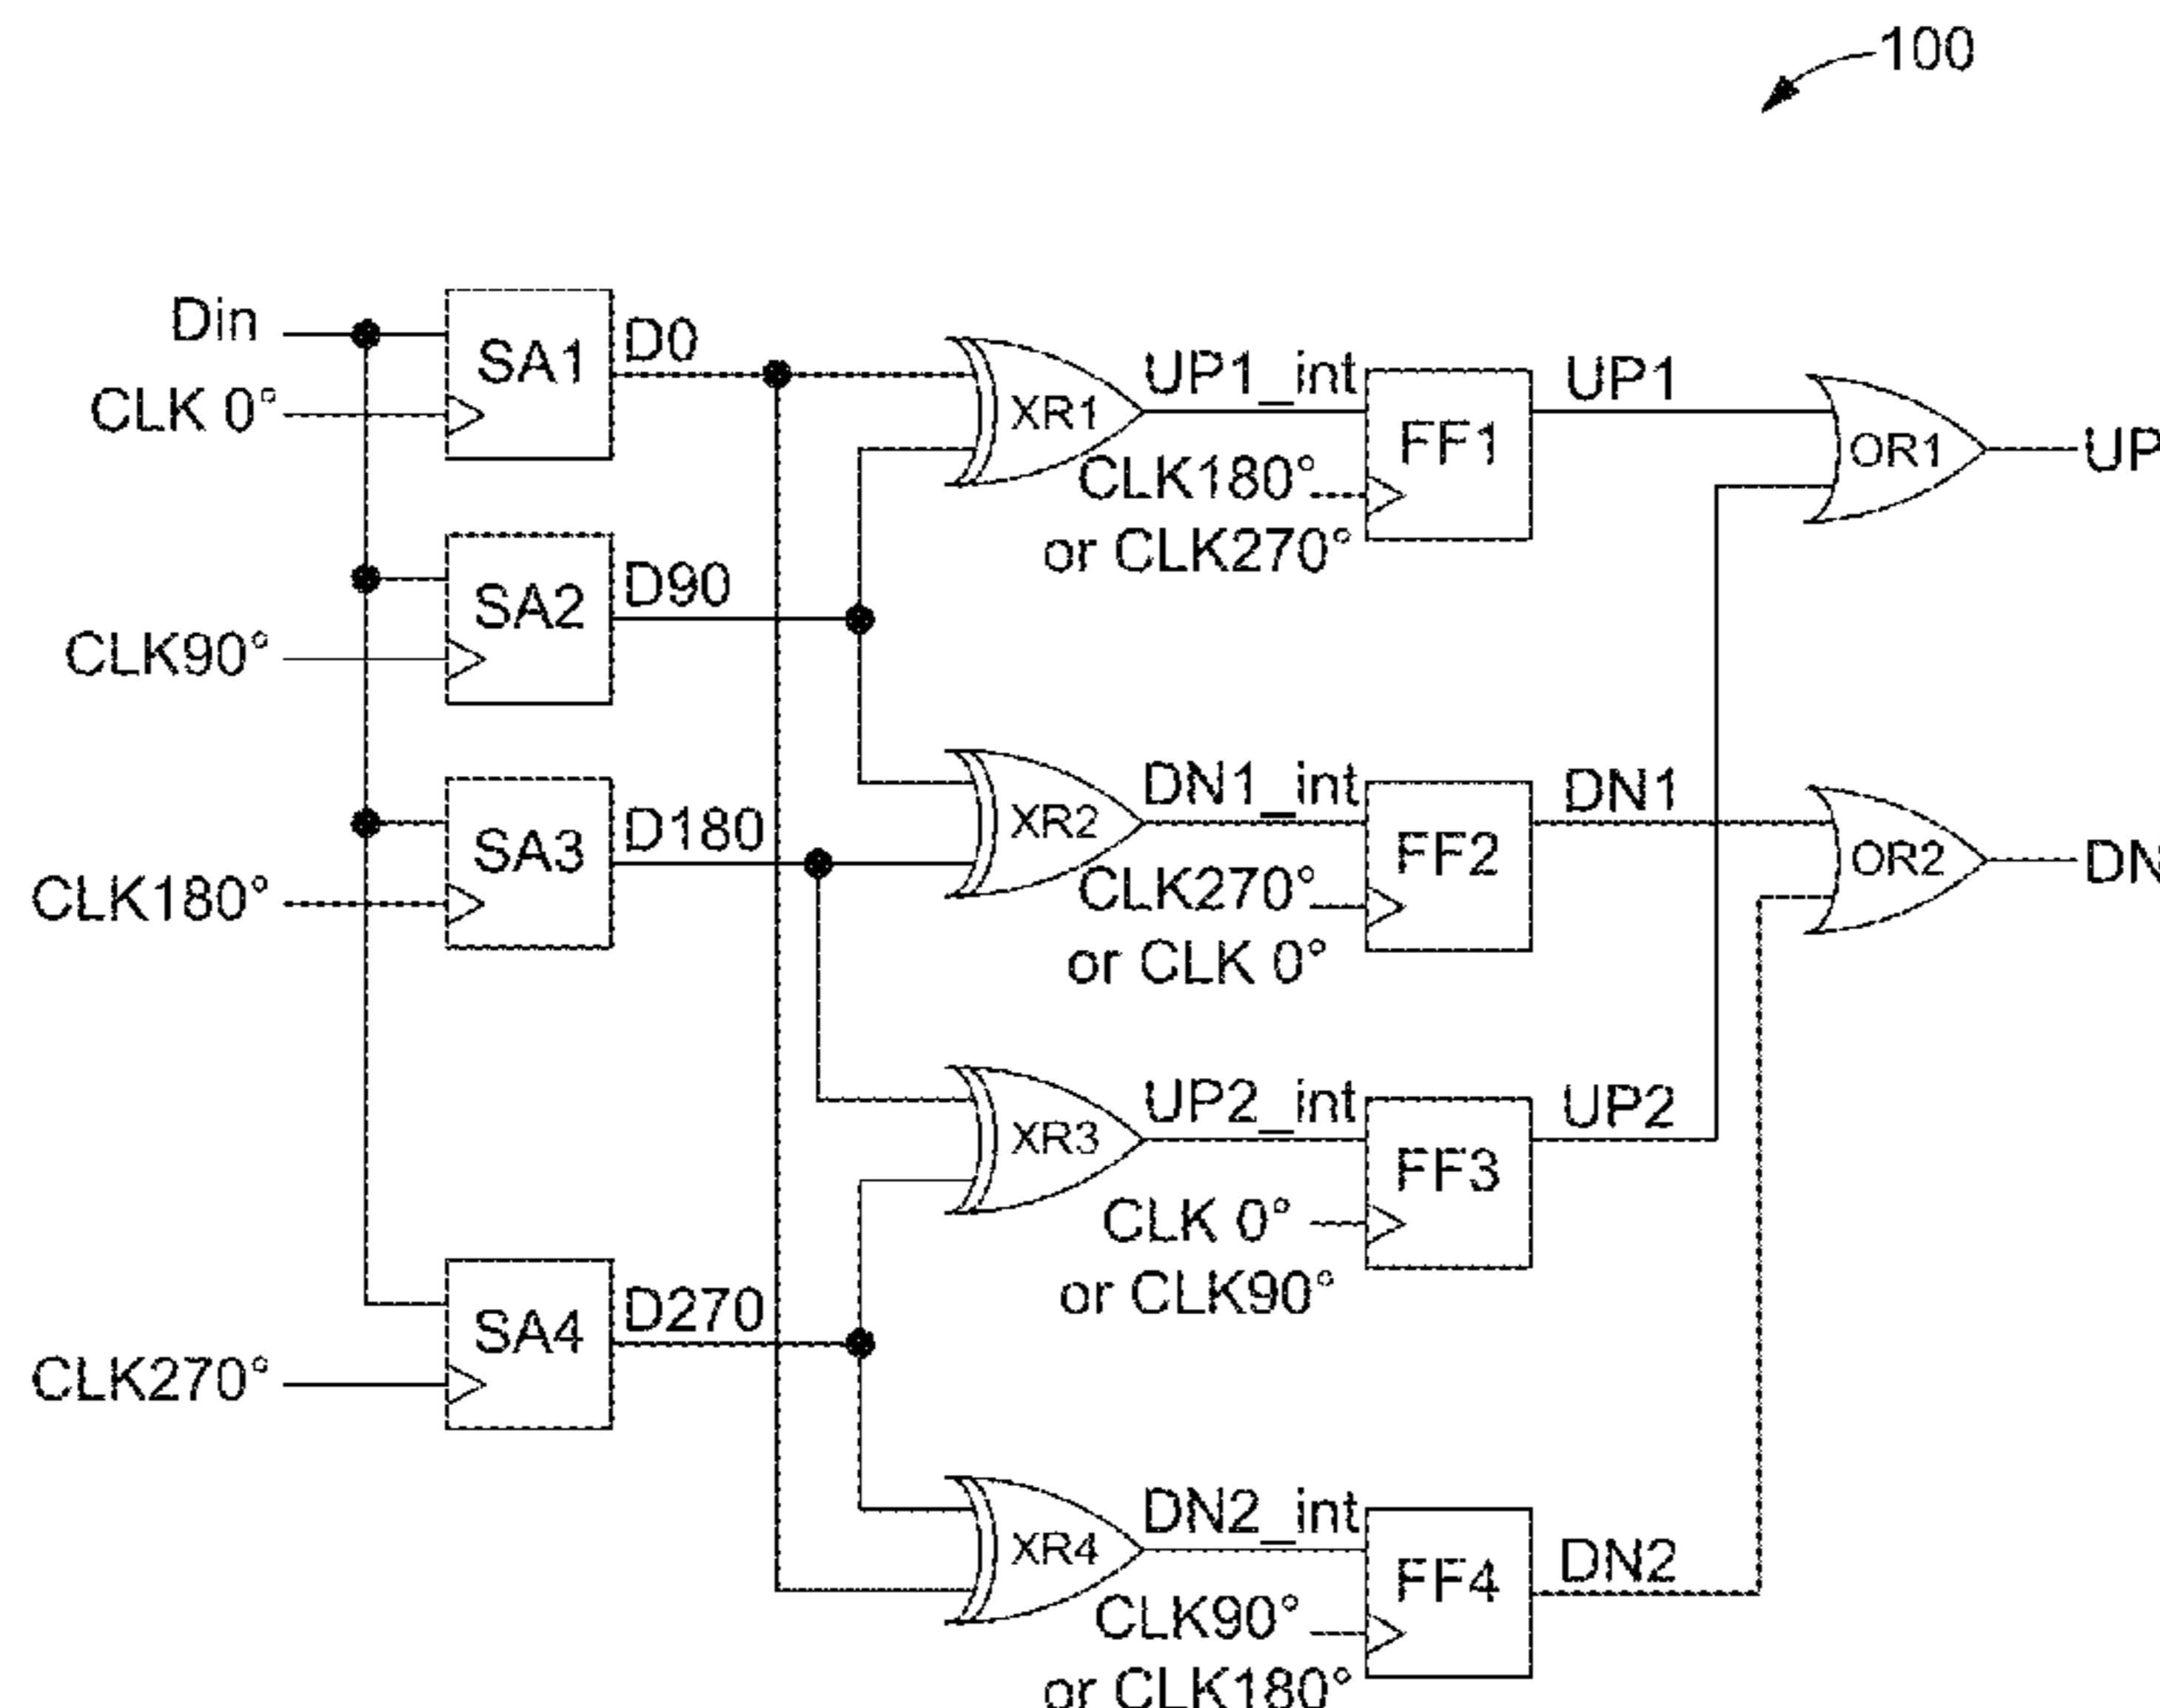 100
Din
CLK 0°
SA1
D0
XR1
UP1_int
CLK180°
or CLK270°
FF1
UP1
OR1
UP
CLK90°
SA2
D90
CLK180°
SA3
D180
XR2
DN1_int
CLK270°
or CLK 0°
FF2
DN1
OR2
DN
XR3
UP2_int
CLK 0°
or CLK90°
FF3
UP2
CLK270°
SA4
D270
XR4
DN2_int
CLK90°
or CLK180°
FF4
DN2